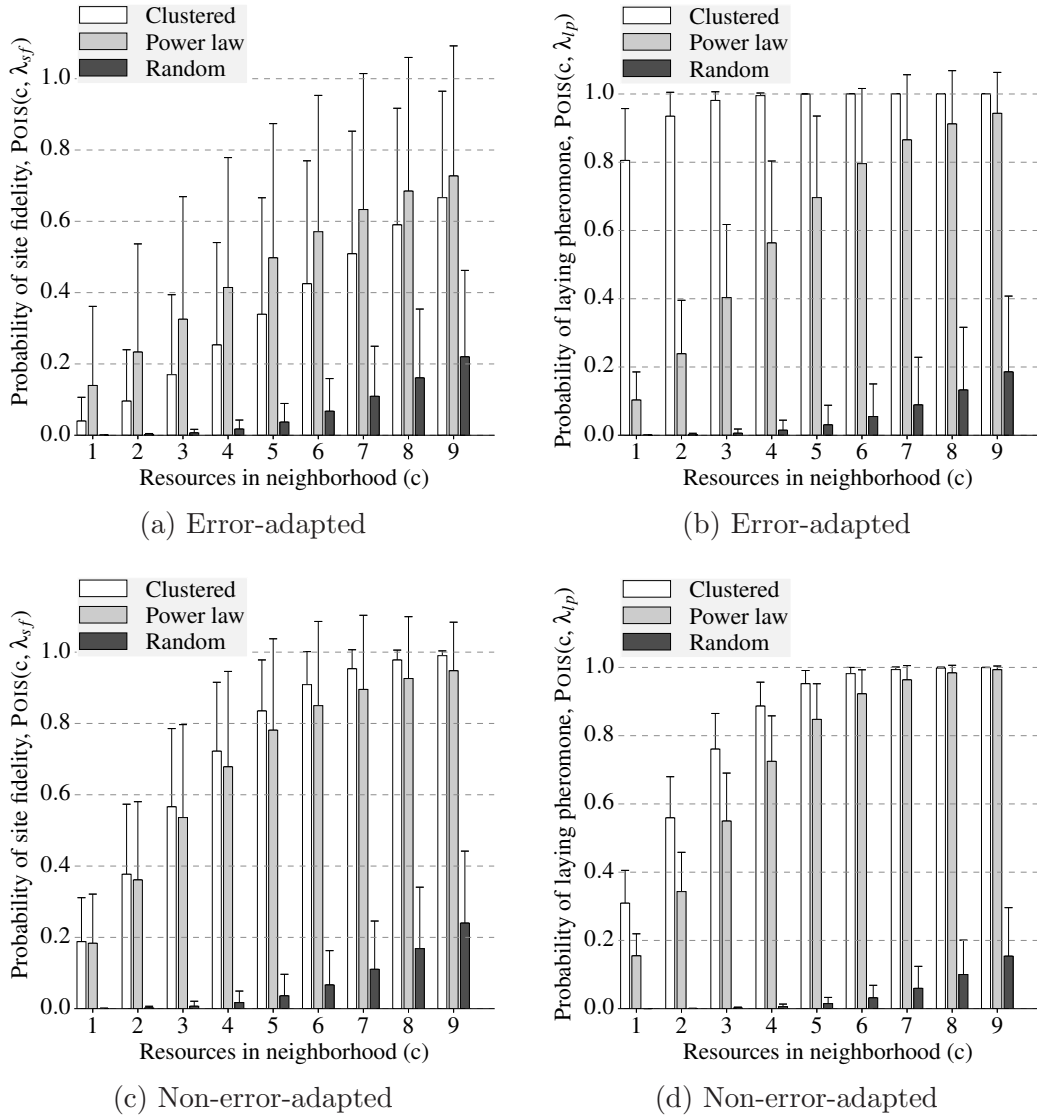 Clustered
Power law
Random
Probability of site fidelity, POIS(c, λsf)
1.0
0.8
0.6
0.4
0.2
0.0
1 2 3 4 5 6 7 8 9
Resources in neighborhood (c)
(a) Error-adapted
Clustered
Power law
Random
Probability of laying pheromone, POIS(c, λlp)
1.0
0.8
0.6
0.4
0.2
0.0
1 2 3 4 5 6 7 8 9
Resources in neighborhood (c)
(b) Error-adapted
Clustered
Power law
Random
Probability of site fidelity, POIS(c, λsf)
1.0
0.8
0.6
0.4
0.2
0.0
1 2 3 4 5 6 7 8 9
Resources in neighborhood (c)
(c) Non-error-adapted
Clustered
Power law
Random
Probability of laying pheromone, POIS(c, λlp)
1.0
0.8
0.6
0.4
0.2
0.0
1 2 3 4 5 6 7 8 9
Resources in neighborhood (c)
(d) Non-error-adapted